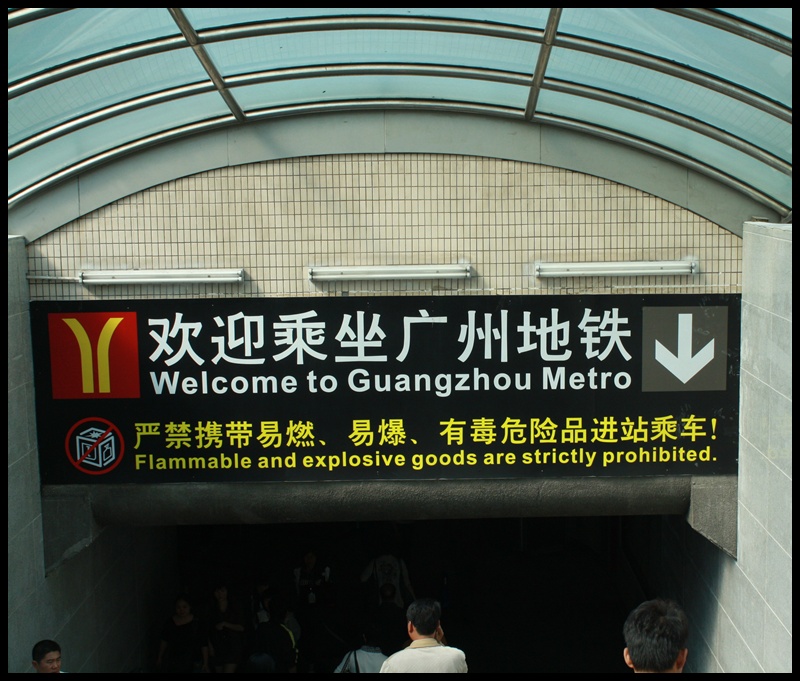 欢迎乘坐广州地铁
Welcome to Guangzhou Metro
严禁携带易燃、易爆、有毒危险品进站乘车!
Flammable and explosive goods are strictly prohibited.